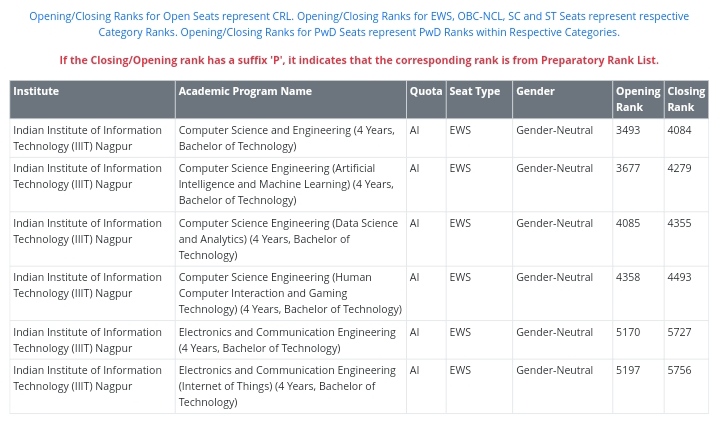 Opening/Closing Ranks for Open Seats represent CRL. Opening/Closing Ranks for EWS, OBC-NCL, SC and ST Seats represent respective
Category Ranks. Opening/Closing Ranks for PwD Seats represent PwD Ranks within Respective Categories.
If the Closing/Opening rank has a suffix 'P', it indicates that the corresponding rank is from Preparatory Rank List.
Institute Academic Program Name Quota Seat Type Gender Opening Closing
Rank Rank
Indian Institute of Information Computer Science and Engineering (4 Years, AI EWS Gender-Neutral 3493 4084
Technology (IIIT) Nagpur Bachelor of Technology)
Indian Institute of Information Computer Science Engineering (Artificial AI EWS Gender-Neutral 3677 4279
Technology (IIIT) Nagpur Intelligence and Machine Learning) (4 Years,
Bachelor of Technology)
Indian Institute of Information Computer Science Engineering (Data Science AI EWS Gender-Neutral 4085 4355
Technology (IIIT) Nagpur and Analytics) (4 Years, Bachelor of
Technology)
Indian Institute of Information Computer Science Engineering (Human AI EWS Gender-Neutral 4358 4493
Technology (IIIT) Nagpur Computer Interaction and Gaming
Technology) (4 Years, Bachelor of Technology)
Indian Institute of Information Electronics and Communication Engineering AI EWS Gender-Neutral 5170 5727
Technology (IIIT) Nagpur (4 Years, Bachelor of Technology)
Indian Institute of Information Electronics and Communication Engineering AI EWS Gender-Neutral 5197 5756
Technology (IIIT) Nagpur (Internet of Things) (4 Years, Bachelor of
Technology)